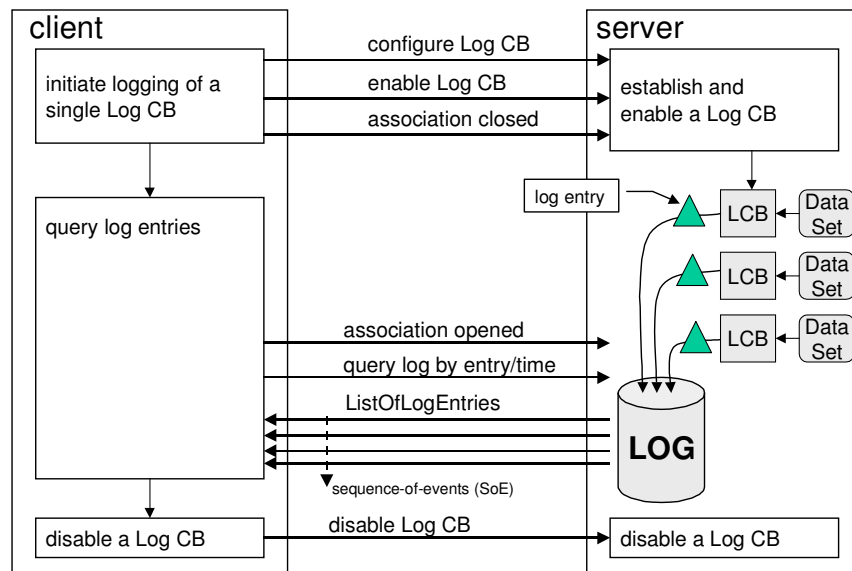 client
server
configure Log CB
initiate logging of a
single Log CB
enable Log CB
establish and
enable a Log CB
association closed
log entry
LCB
Data
Set
query log entries
LCB
Data
Set
association opened
LCB
Data
Set
query log by entry/time
ListOfLogEntries
LOG
sequence-of-events (SoE)
disable a Log CB
disable Log CB
disable a Log CB